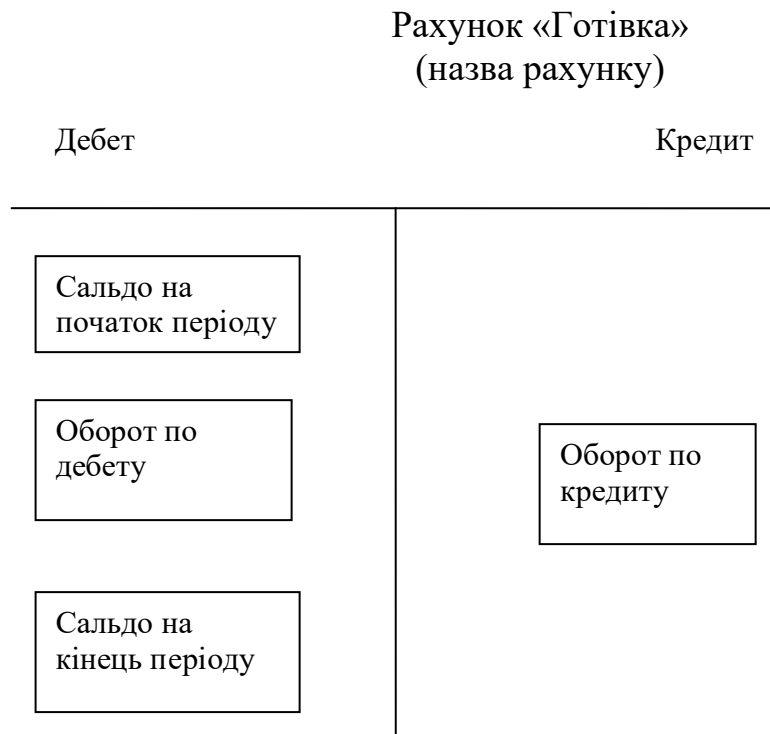 Рахунок «Готівка»
(назва рахунку)
Дебет
Кредит
Сальдо на
початок періоду
Оборот по
дебету
Оборот по
кредиту
Сальдо на
кінець періоду